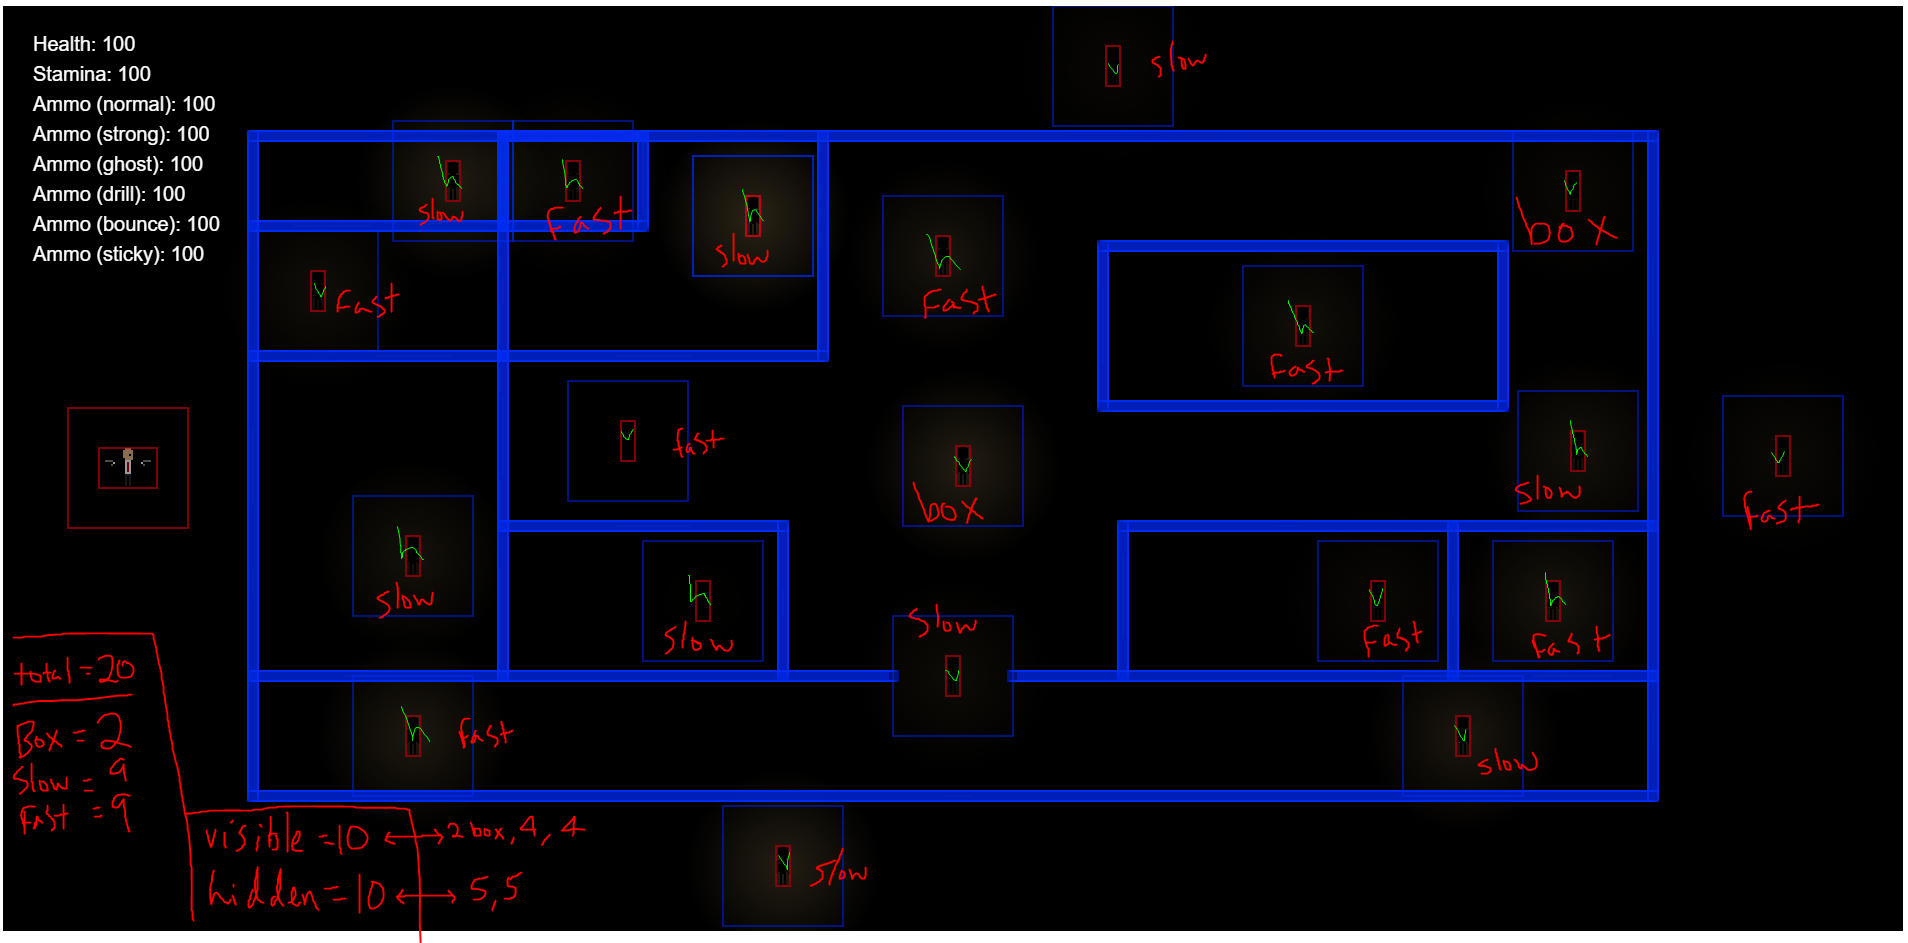 Health: 100
Stamina: 100
Ammo (normal): 100
Ammo (strong): 100
Ammo (ghost): 100
Ammo (drill): 100
Ammo (bounce): 100
Ammo (sticky): 100
slow
h
slow
h
Fast
h
slow
h
Fast
v
box
v
Fast
h
Fast
v
fast
v
box
h
slow
v
Fast
h
slow
h
slow
slow
v
v
Fast
h
Fast
h
Fast
v
slow
v
slow
total = 20
Box = 2
Slow = 9
Fast = 9
visible = 10 ↔ 2 box, 4, 4
hidden = 10 ↔ 5, 5